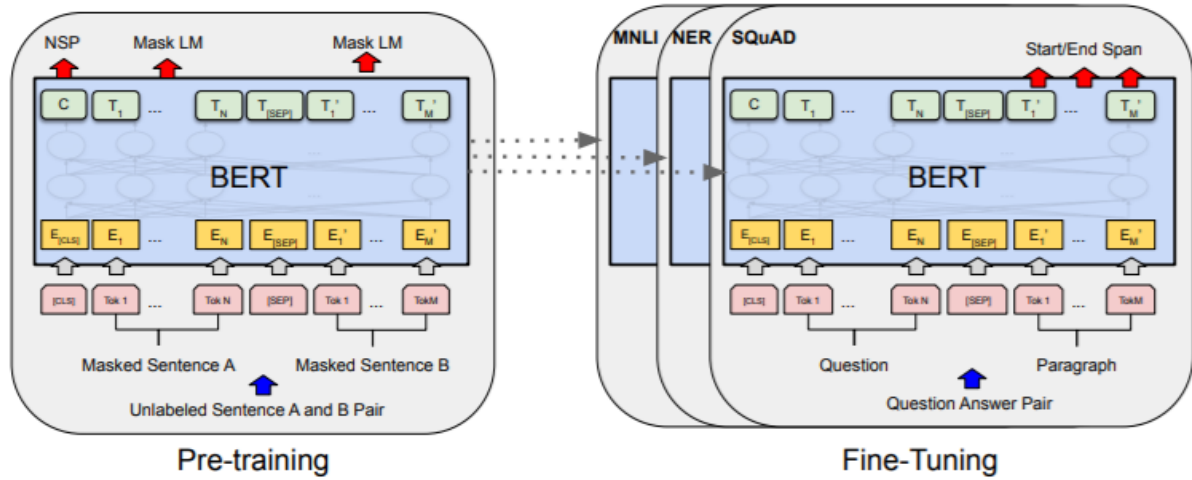 NSP Mask LM Mask LM
C T1 ... TN T[SEP] T1' ... TM'
BERT
E[CLS] E1 ... EN E[SEP] E1' ... EM'
[CLS] Tok 1 ... Tok N [SEP] Tok 1 ... TokM
Masked Sentence A Masked Sentence B
Unlabeled Sentence A and B Pair
Pre-training
MNLI NER SQuAD Start/End Span
C T1 ... TN T[SEP] T1' ... TM'
BERT
E[CLS] E1 ... EN E[SEP] E1' ... EM'
[CLS] Tok 1 ... Tok N [SEP] Tok 1 ... TokM
Question Paragraph
Question Answer Pair
Fine-Tuning